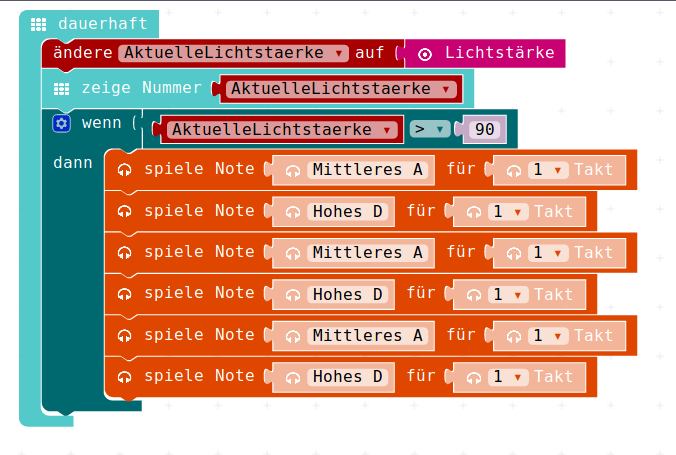 dauerhaft
ändere AktuelleLichtstaerke ▾ auf ( Lichtstärke
zeige Nummer AktuelleLichtstaerke ▾
wenn ( AktuelleLichtstaerke ▾ > ▾ 90
dann spiele Note Mittleres A für 1 ▾ Takt
spiele Note Hohes D für 1 ▾ Takt
spiele Note Mittleres A für 1 ▾ Takt
spiele Note Hohes D für 1 ▾ Takt
spiele Note Mittleres A für 1 ▾ Takt
spiele Note Hohes D für 1 ▾ Takt